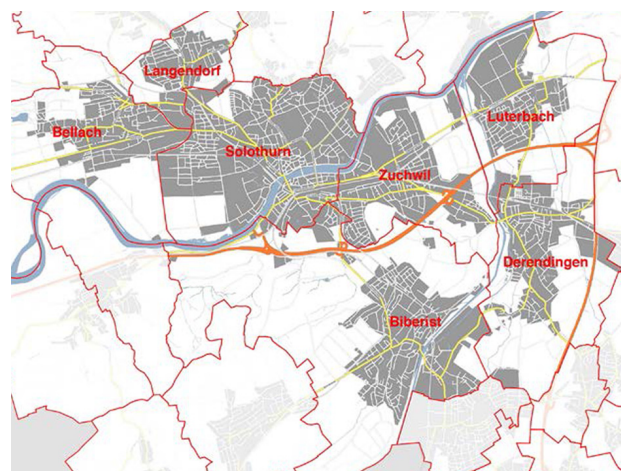 Langendorf
Bellach
Solothurn
Luterbach
Zuchwil
Derendingen
Biberist